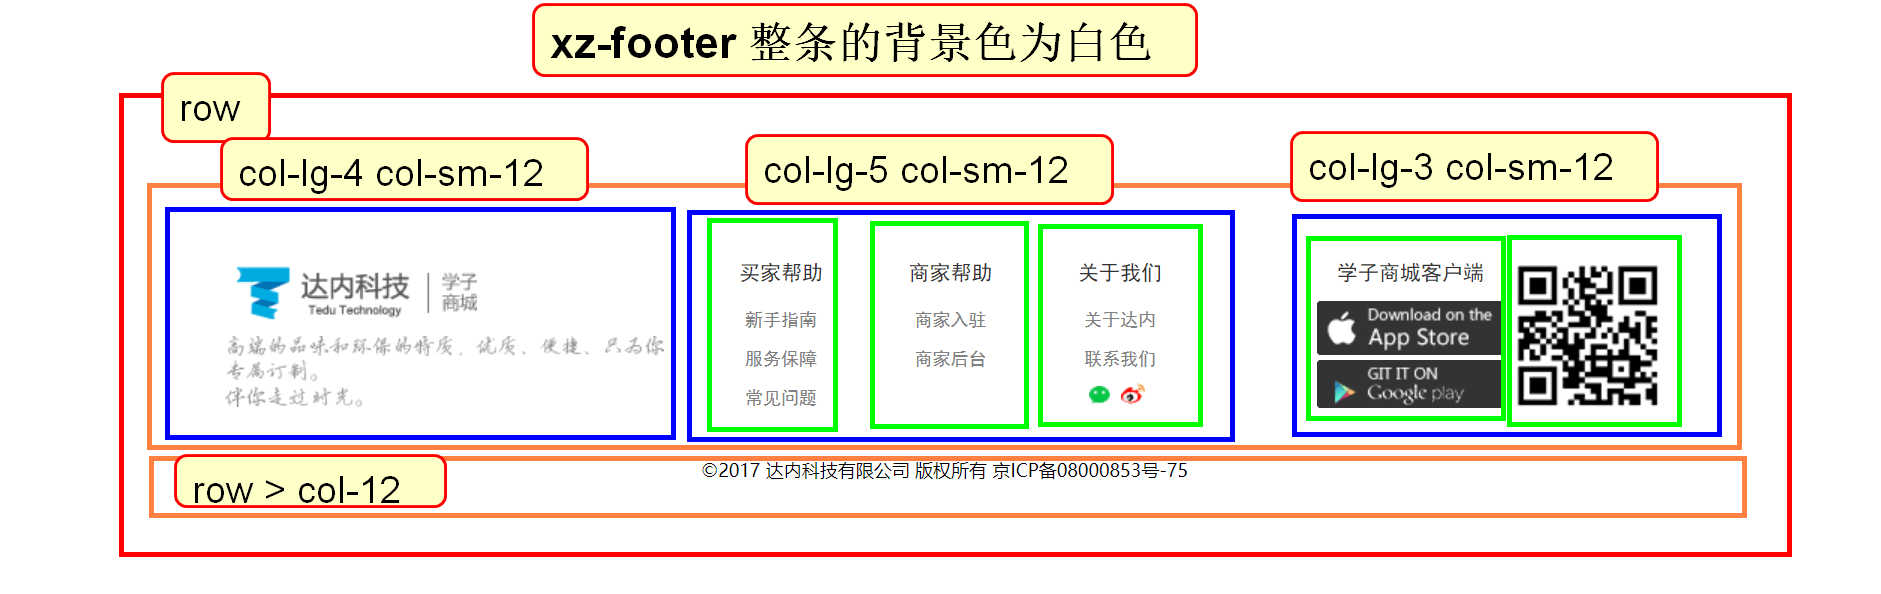 xz-footer 整条的背景色为白色
row
col-lg-4 col-sm-12
col-lg-5 col-sm-12
col-lg-3 col-sm-12
达内科技
Tedu Technology
学子
商城
高端的品味和环保的特质，优质、便捷、只为你
专属订制。
伴你走过时光。
买家帮助
新手指南
服务保障
常见问题
商家帮助
商家入驻
商家后台
关于我们
关于达内
联系我们
学子商城客户端
Download on the
App Store
GIT IT ON
Google play
row > col-12
©2017 达内科技有限公司 版权所有 京ICP备08000853号-75